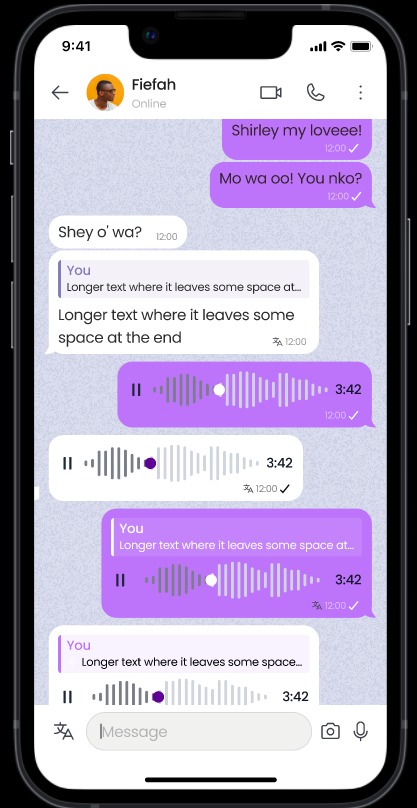 9:41
Fiefah
Online
Shirley my loveee!
12:00
Mo wa oo! You nko?
12:00
Shey o' wa?
12:00
You
Longer text where it leaves some space at...
Longer text where it leaves some
space at the end
12:00
3:42
12:00
3:42
12:00
You
Longer text where it leaves some space at...
3:42
12:00
You
Longer text where it leaves some space...
3:42
Message